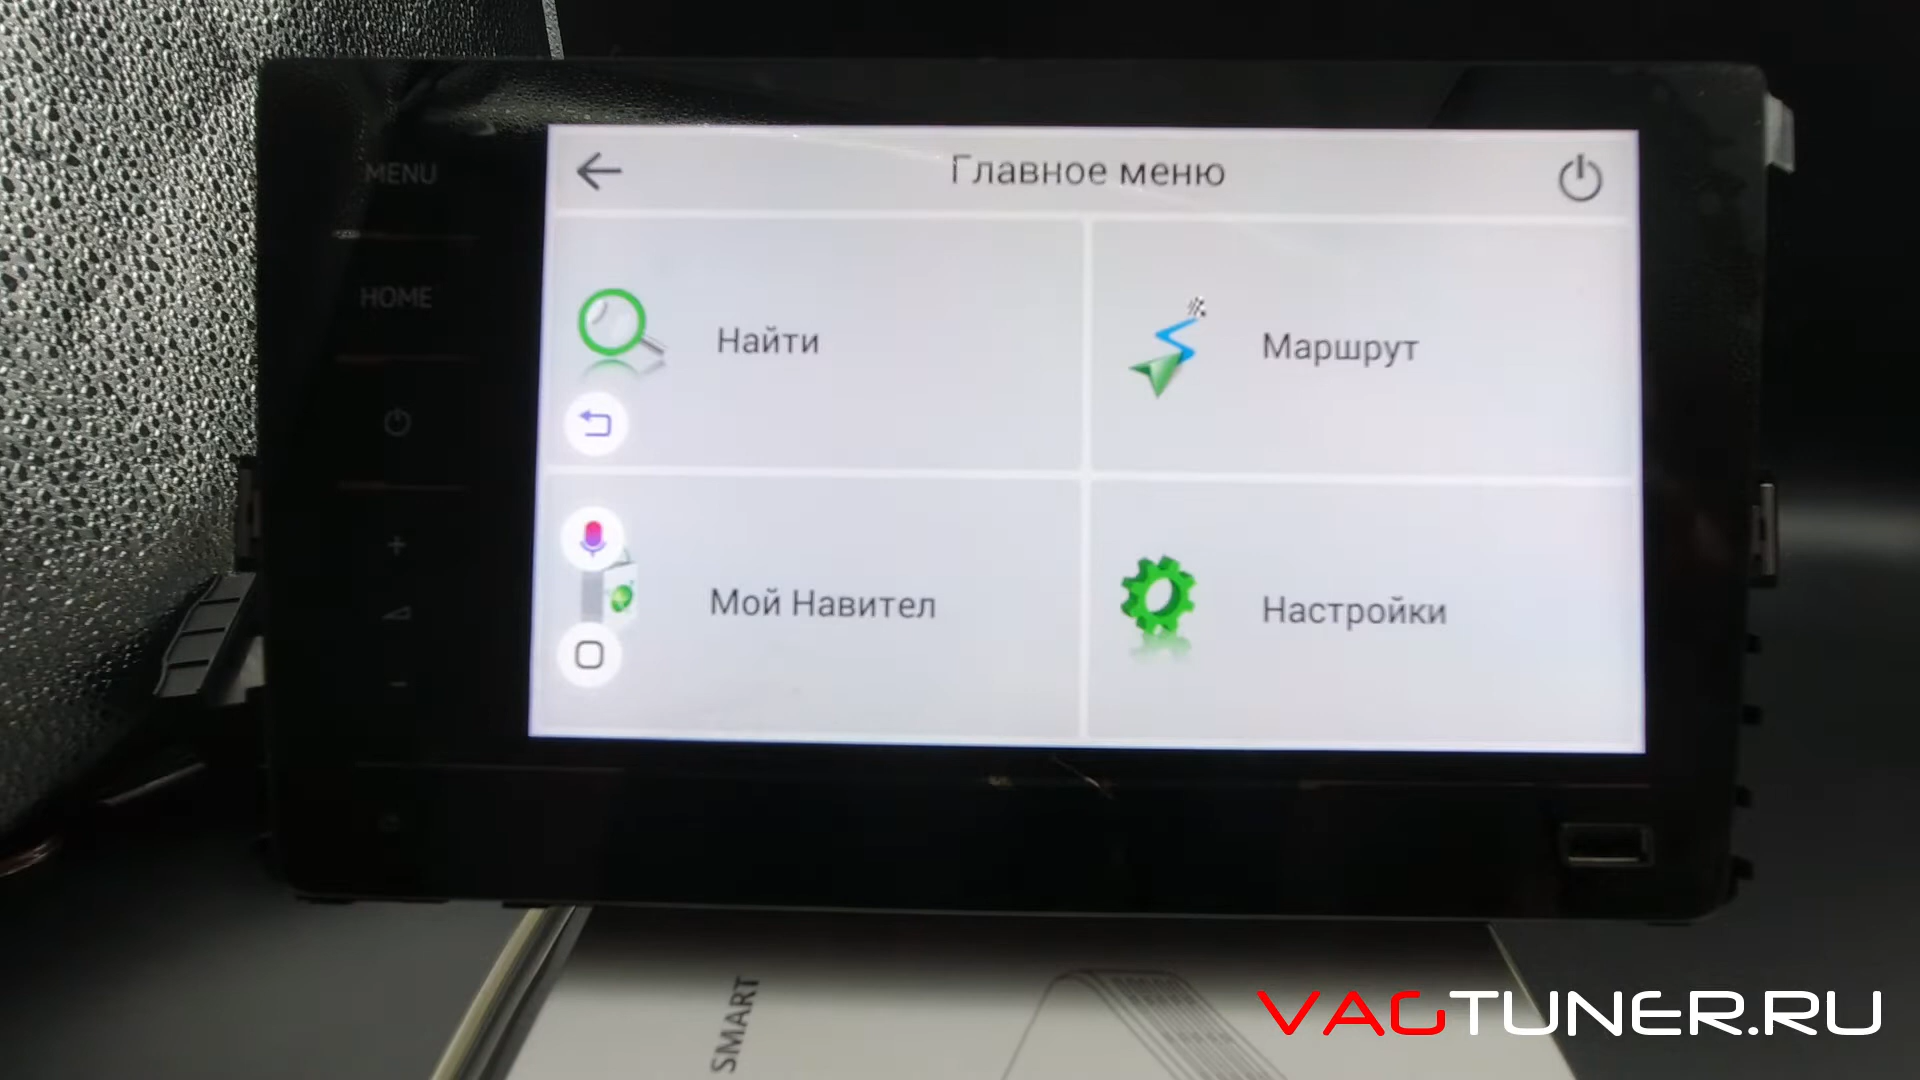 MENU
HOME
Главное меню
Найти
Маршрут
Мой Навител
Настройки
SMART
VAGTUNER.RU